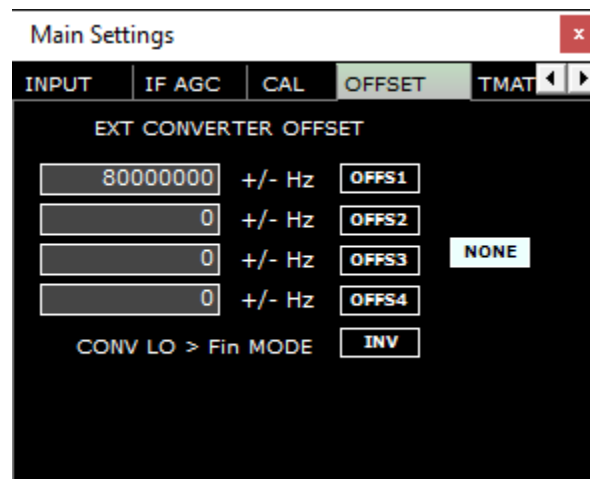 Main Settings x
INPUT IF AGC CAL OFFSET TMAT
EXT CONVERTER OFFSET
80000000 +/- Hz OFFS1
0 +/- Hz OFFS2
0 +/- Hz OFFS3 NONE
0 +/- Hz OFFS4
CONV LO > Fin MODE INV